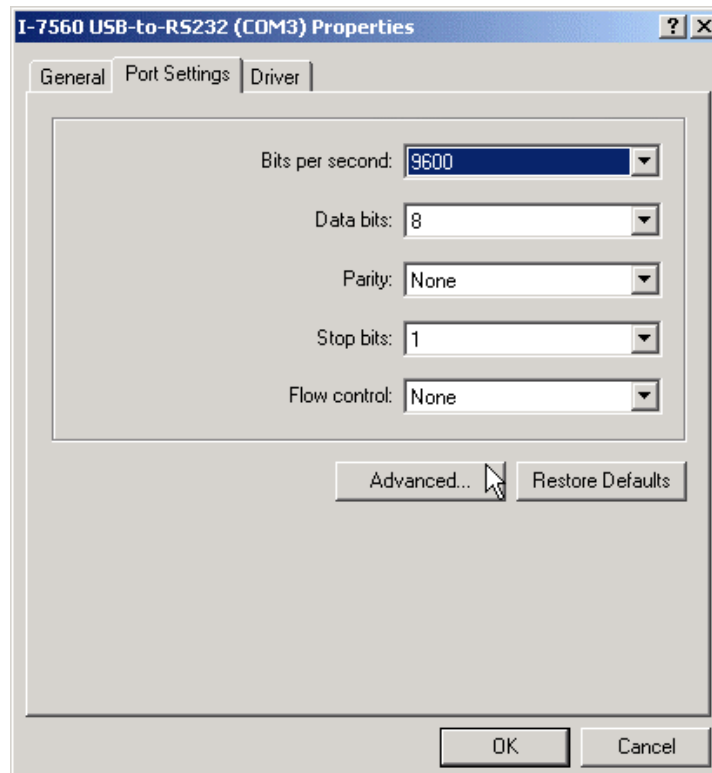 I-7560 USB-to-RS232 (COM3) Properties
General Port Settings Driver
Bits per second: 9600
Data bits: 8
Parity: None
Stop bits: 1
Flow control: None
Advanced... Restore Defaults
OK Cancel